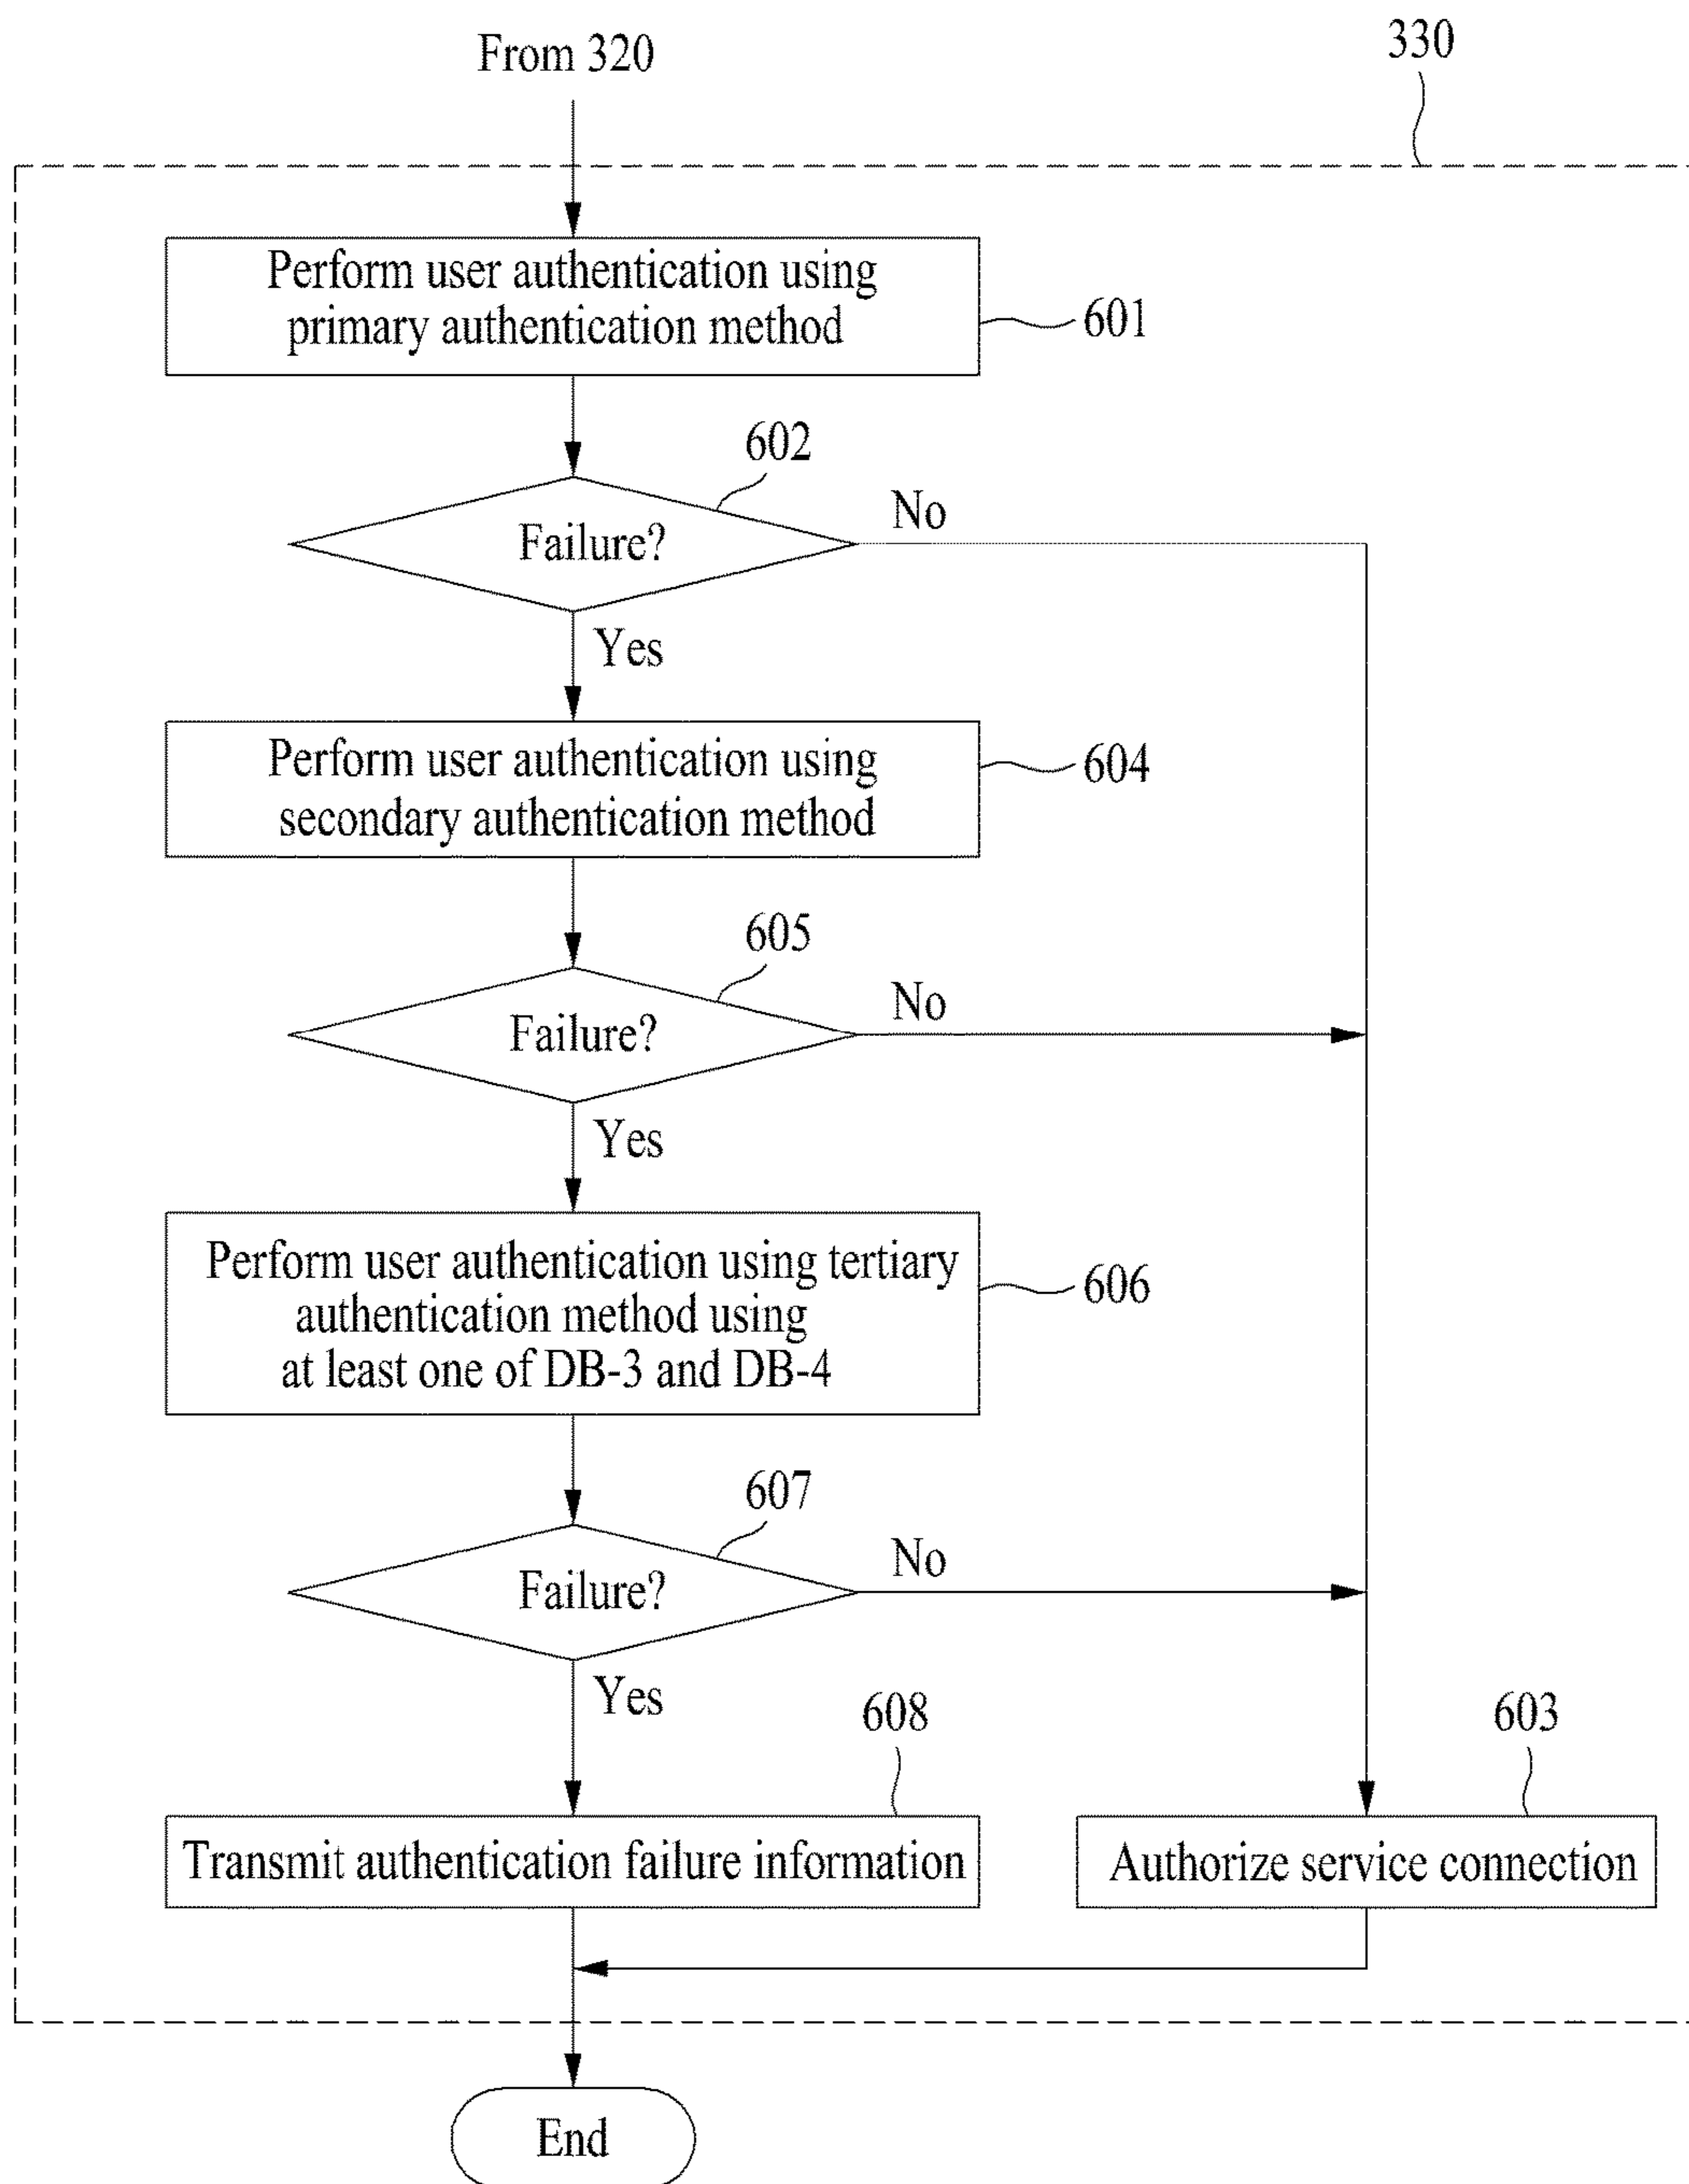 From 320
330
Perform user authentication using
primary authentication method
601
602
Failure?
No
Yes
Perform user authentication using
secondary authentication method
604
605
Failure?
No
Yes
Perform user authentication using tertiary
authentication method using
at least one of DB-3 and DB-4
606
607
Failure?
No
Yes
608
603
Transmit authentication failure information
Authorize service connection
End